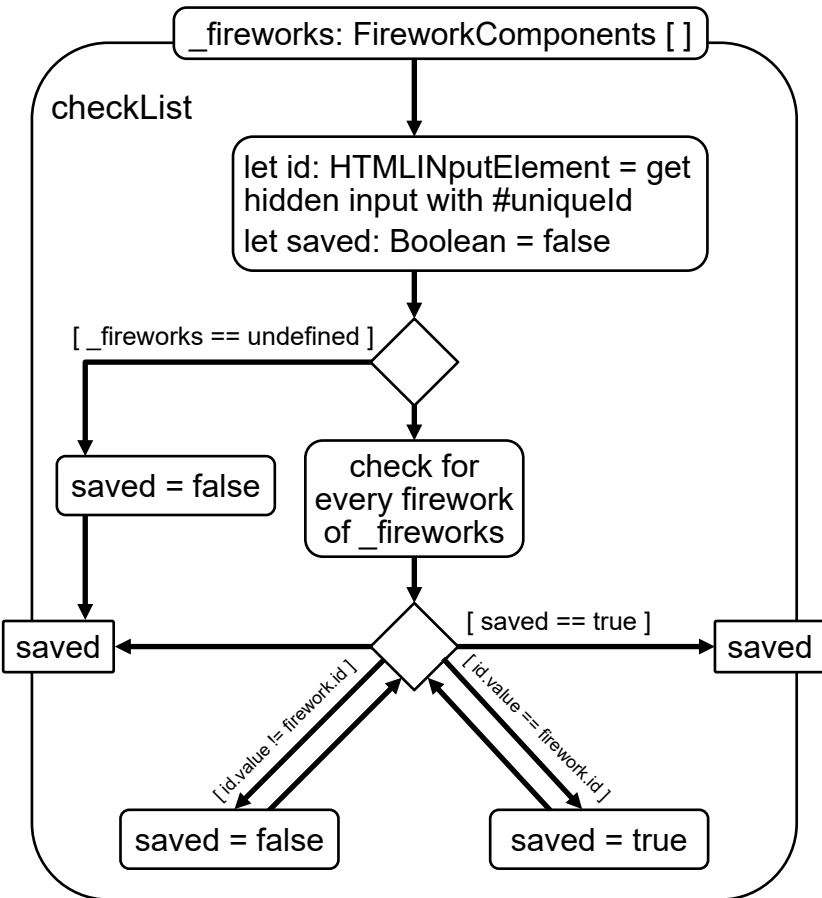 _fireworks: FireworkComponents [ ]
checkList
let id: HTMLINputElement = get
hidden input with #uniqueId
let saved: Boolean = false
[ _fireworks == undefined ]
saved = false
check for
every firework
of _fireworks
saved
[ saved == true ]
saved
[ id.value != firework.id ]
[ id.value == firework.id ]
saved = false
saved = true